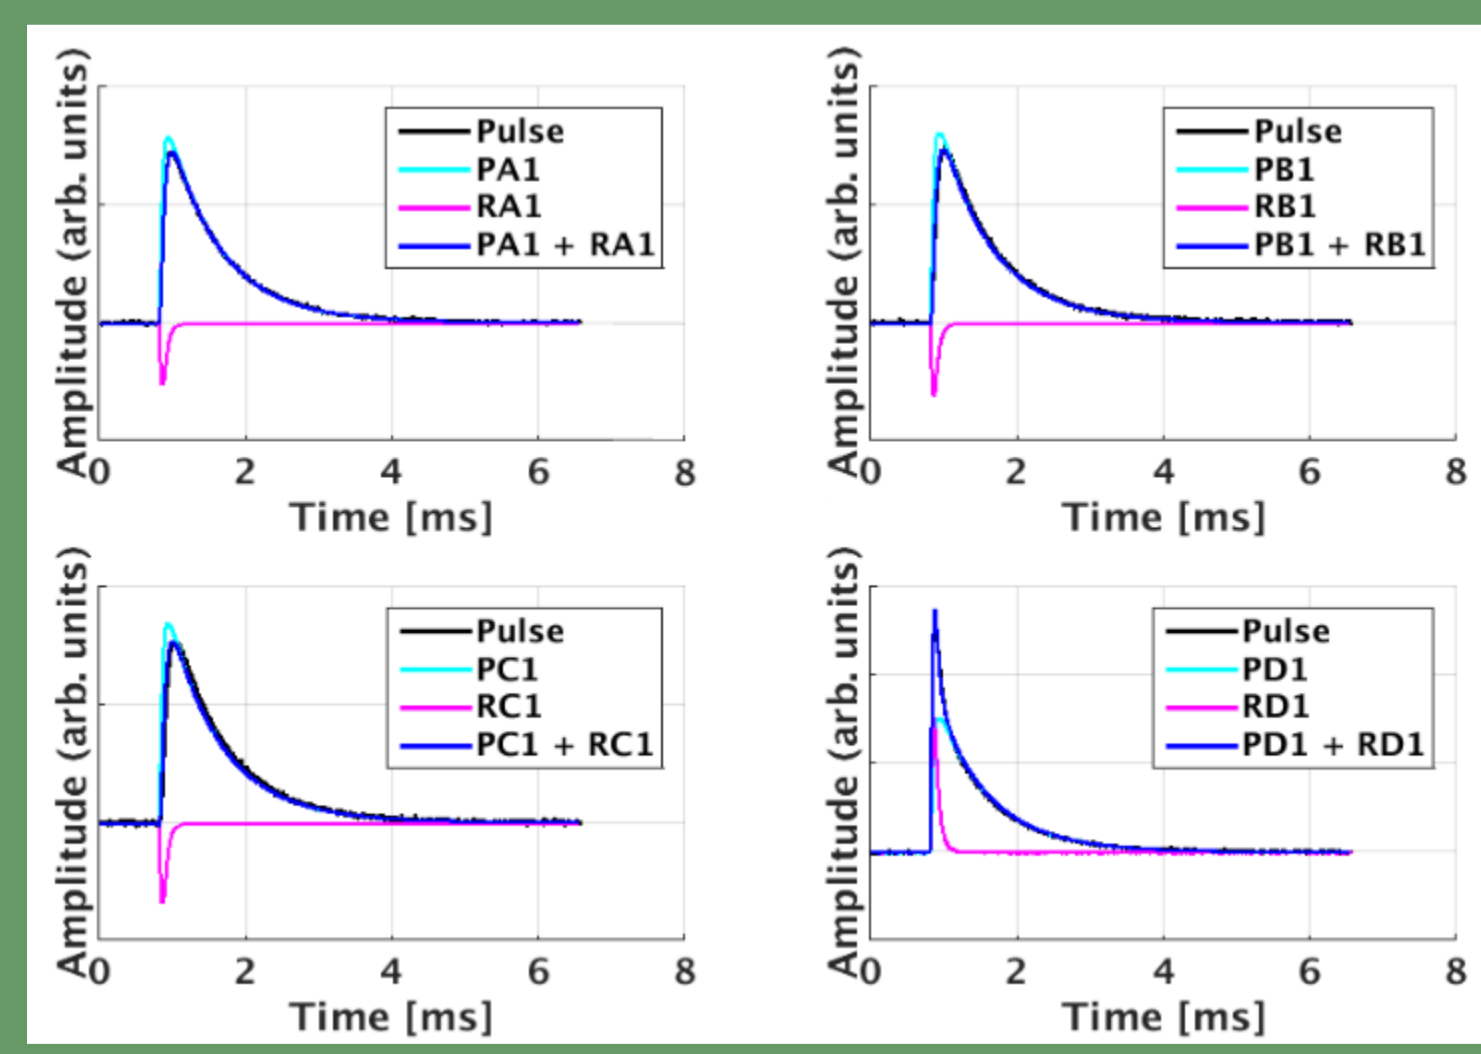 Amplitude (arb. units)
Pulse
PA1
RA1
PA1 + RA1
0 2 4 6 8
Time [ms]
Amplitude (arb. units)
Pulse
PB1
RB1
PB1 + RB1
0 2 4 6 8
Time [ms]
Amplitude (arb. units)
Pulse
PC1
RC1
PC1 + RC1
0 2 4 6 8
Time [ms]
Amplitude (arb. units)
Pulse
PD1
RD1
PD1 + RD1
0 2 4 6 8
Time [ms]